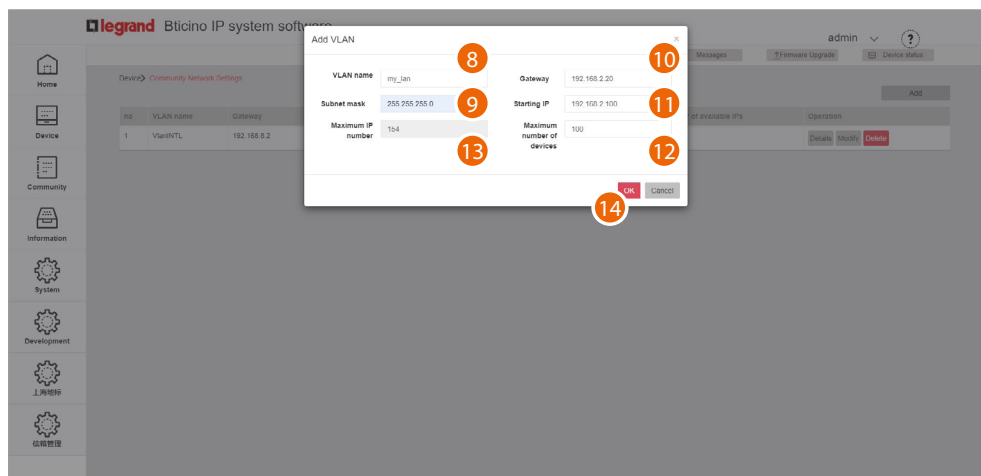 legrand Bticino IP system software
admin
?
Messages
Firmware Upgrade
Device status
Home
Device
Community
Information
System
Development
上海地标
信箱管理
Device> Community Network Settings
Add
no VLAN name Gateway of available IPs Operation
1 VlanINTL 192.168.8.2 Details Modify Delete
Add VLAN ×
8
10
VLAN name my_lan Gateway 192.168.2.20
9
11
Subnet mask 255.255.255.0 Starting IP 192.168.2.100
Maximum IP
number
154
Maximum
number of
devices
100
13
12
OK Cancel
14